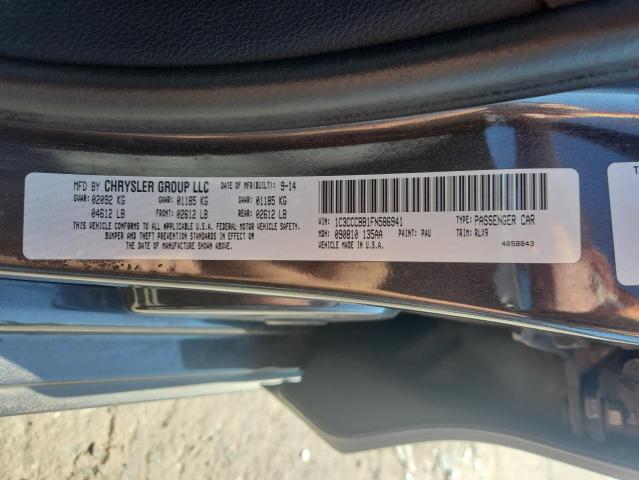 MFD BY CHRYSLER GROUP LLC DATE OF MFR(BUILT): 9-14
GVWR: 02092 KG GAWR: 01185 KG GAWR: 01185 KG
04612 LB FRONT: 02612 LB REAR: 02612 LB
THIS VEHICLE CONFORMS TO ALL U.S. FEDERAL MOTOR VEHICLE SAFETY,
BUMPER AND THEFT PREVENTION STANDARDS IN EFFECT ON
THE DATE OF MANUFACTURE SHOWN ABOVE.
VIN: 1C3CCCBB1FN586941 TYPE: PASSENGER CAR
MDH: 090810 135AA PAINT: PAU TRIM: RLX9
VEHICLE MADE IN U.S.A. 4658843